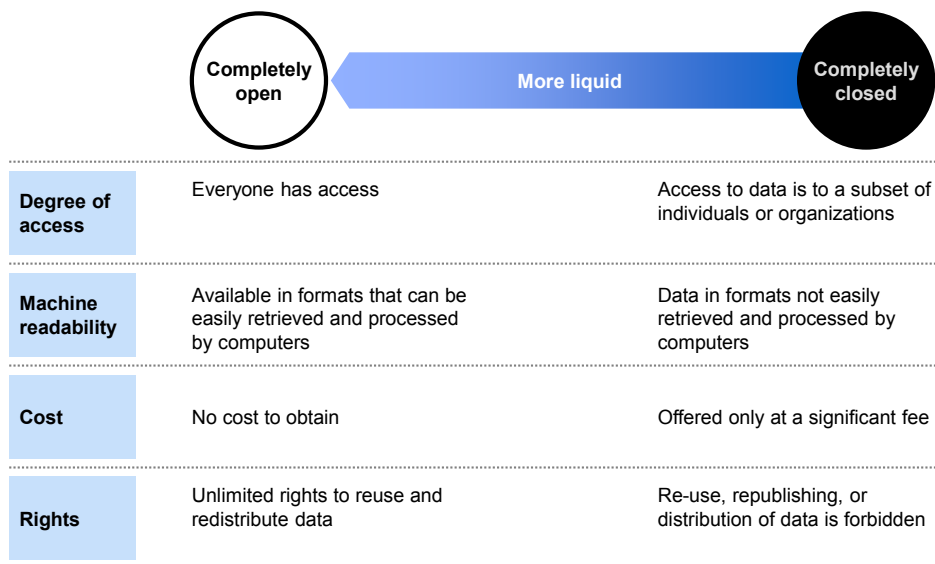 Completely
open
More liquid
Completely
closed
Degree of
access
Everyone has access
Access to data is to a subset of
individuals or organizations
Machine
readability
Available in formats that can be
easily retrieved and processed
by computers
Data in formats not easily
retrieved and processed by
computers
Cost
No cost to obtain
Offered only at a significant fee
Rights
Unlimited rights to reuse and
redistribute data
Re-use, republishing, or
distribution of data is forbidden